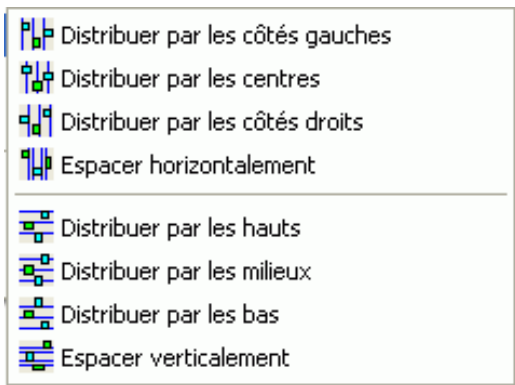 Distribuer par les côtés gauches
Distribuer par les centres
Distribuer par les côtés droits
Espacer horizontalement
Distribuer par les hauts
Distribuer par les milieux
Distribuer par les bas
Espacer verticalement